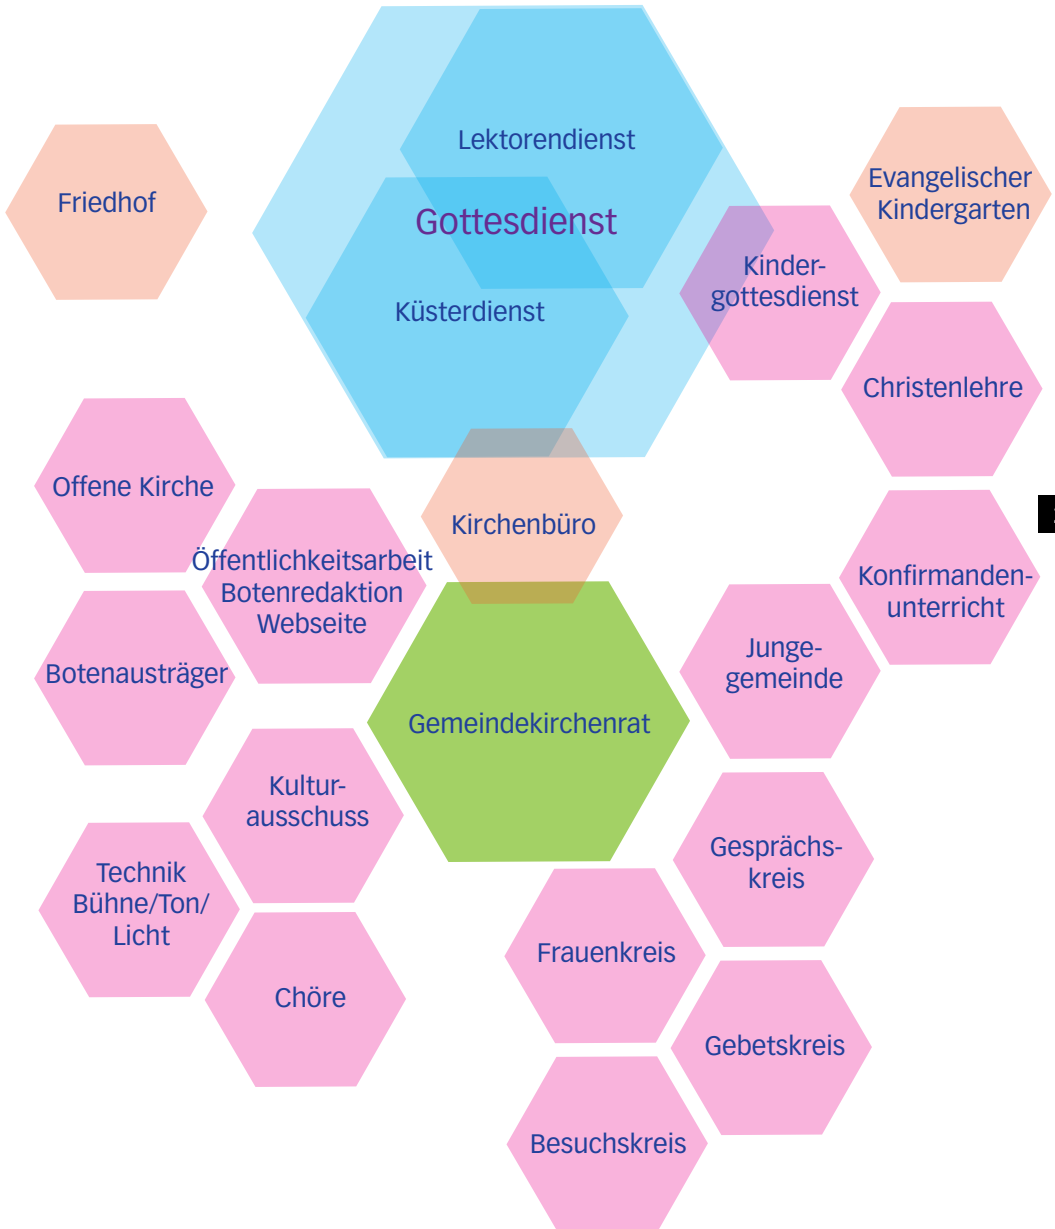 Lektorendienst
Gottesdienst
Küsterdienst
Friedhof
Evangelischer
Kindergarten
Kinder-
gottesdienst
Christenlehre
Offene Kirche
Kirchenbüro
Öffentlichkeitsarbeit
Botenredaktion
Webseite
Konfirmanden-
unterricht
Botenausträger
Junge-
gemeinde
Gemeindekirchenrat
Kultur-
ausschuss
Gesprächs-
kreis
Technik
Bühne/Ton/
Licht
Frauenkreis
Chöre
Gebetskreis
Besuchskreis